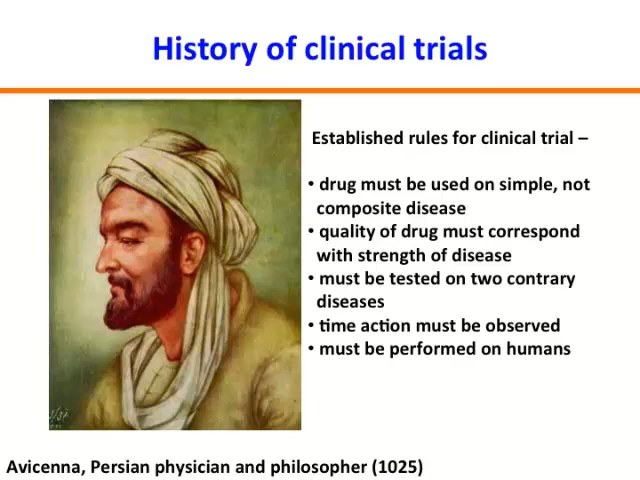 History of clinical trials
Established rules for clinical trial –
• drug must be used on simple, not
composite disease
• quality of drug must correspond
with strength of disease
• must be tested on two contrary
diseases
• time action must be observed
• must be performed on humans
Avicenna, Persian physician and philosopher (1025)